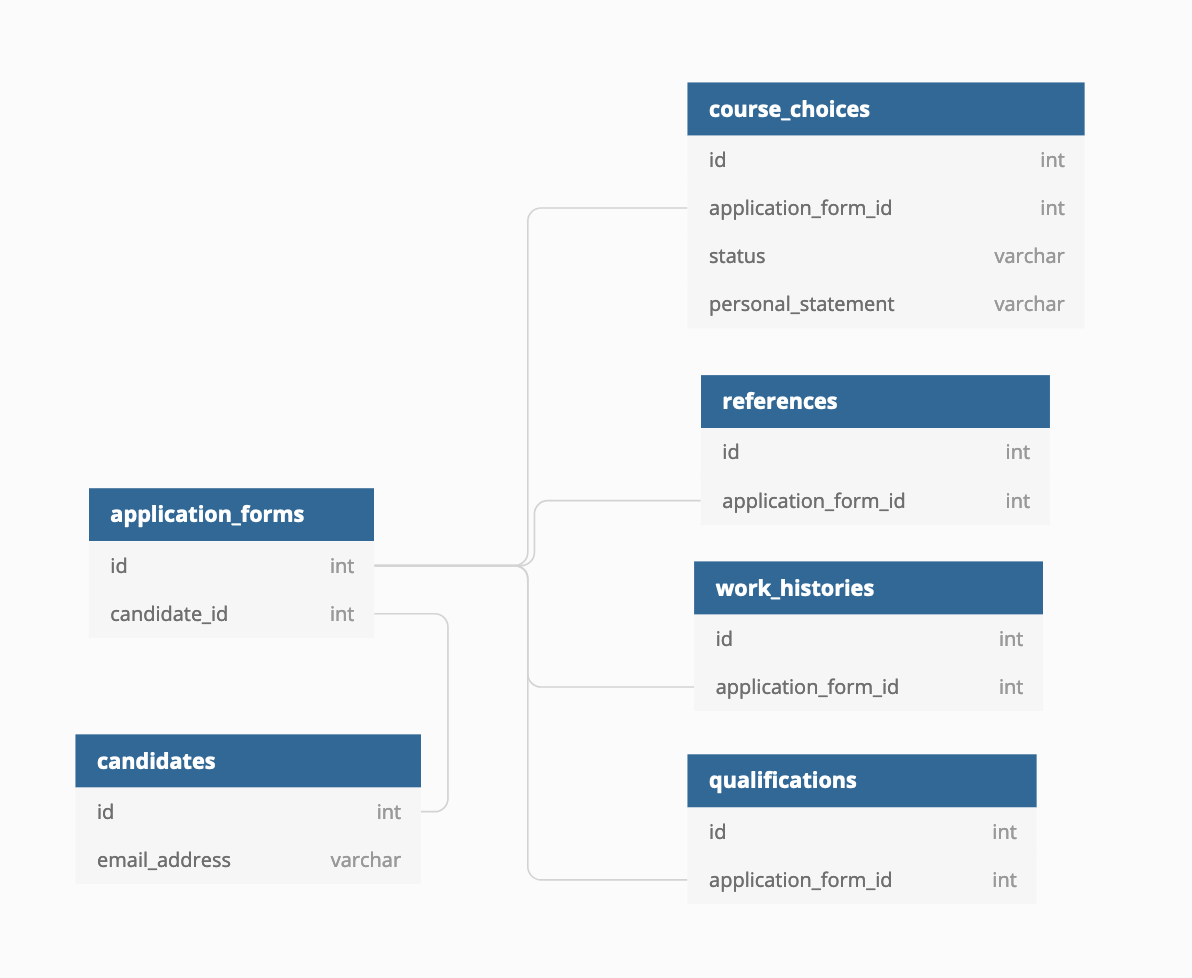 course_choices
id int
application_form_id int
status varchar
personal_statement varchar
references
id int
application_form_id int
application_forms
id int
candidate_id int
work_histories
id int
application_form_id int
candidates
id int
email_address varchar
qualifications
id int
application_form_id int